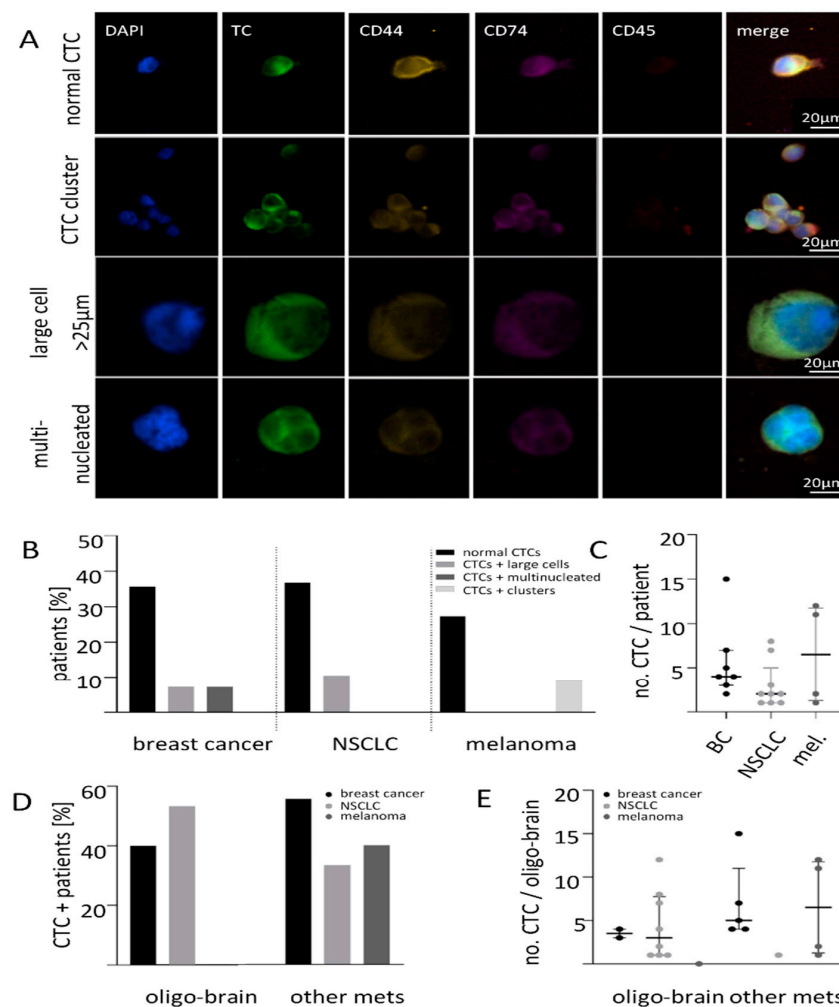 A
DAPI TC CD44 CD74 CD45 merge
normal CTC
20µm
CTC cluster
20µm
large cell
>25µm
20µm
multi-
nucleated
20µm
B
patients [%]
50
40
30
20
10
normal CTCs
CTCs + large cells
CTCs + multinucleated
CTCs + clusters
breast cancer NSCLC melanoma
C
no. CTC / patient
20
15
10
5
BC NSCLC mel.
D
CTC + patients [%]
60
40
20
breast cancer
NSCLC
melanoma
oligo-brain other mets
E
no. CTC / oligo-brain
20
15
10
5
breast cancer
NSCLC
melanoma
oligo-brain other mets